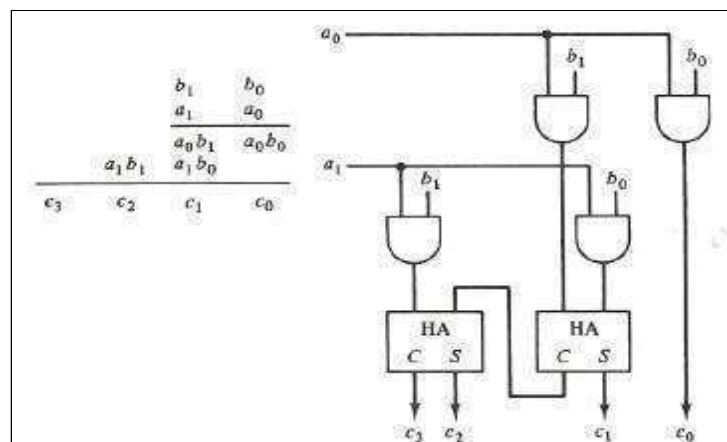 b₁ b₀
a₁ a₀
a₀b₁ a₀b₀
a₁b₁ a₁b₀
c₃ c₂ c₁ c₀
a₀
b₁ b₀
a₁
b₁ b₀
HA HA
C S C S
c₃ c₂ c₁ c₀